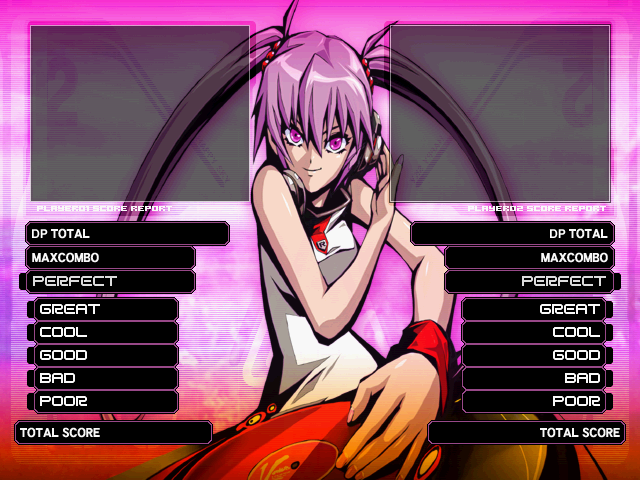 PLAYER01 SCORE REPORT
DP TOTAL
MAXCOMBO
PERFECT
GREAT
COOL
GOOD
BAD
POOR
TOTAL SCORE
PLAYER02 SCORE REPORT
DP TOTAL
MAXCOMBO
PERFECT
GREAT
COOL
GOOD
BAD
POOR
TOTAL SCORE